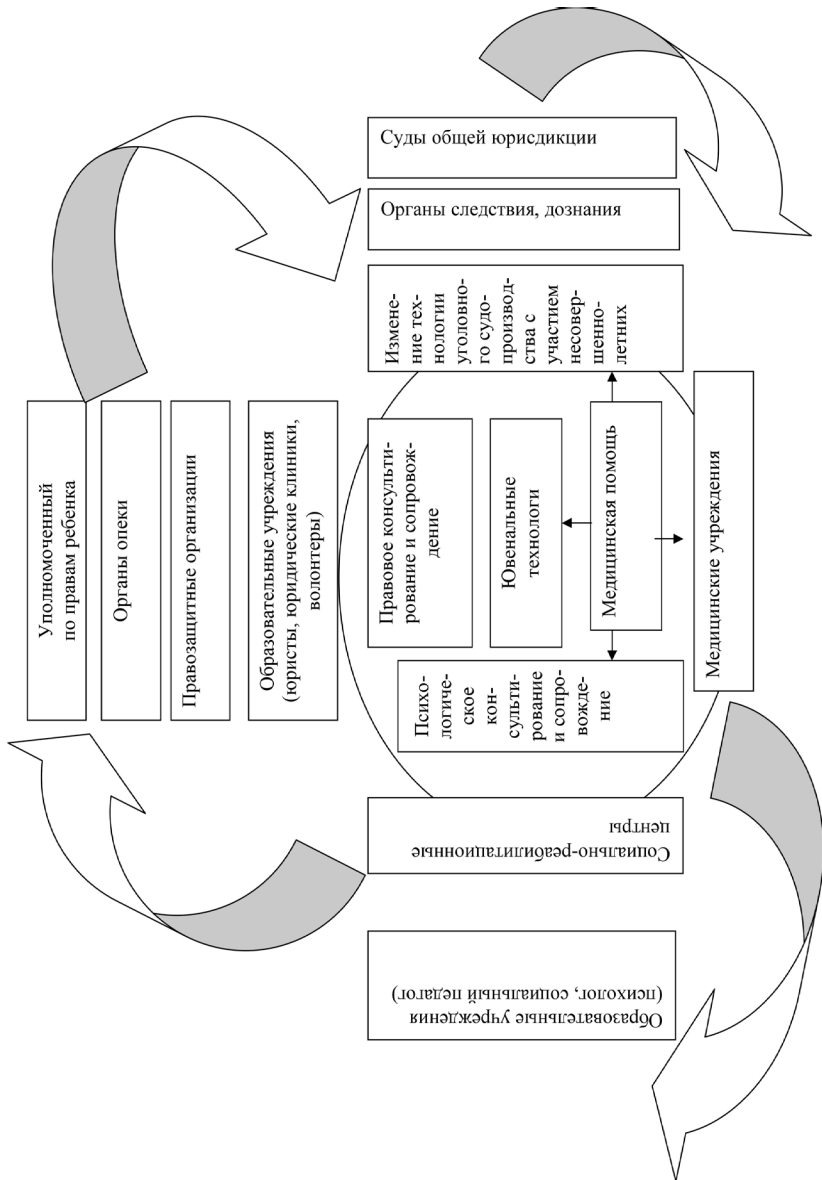 Суды общей юрисдикции
Органы следствия, дознания
Измене-
ние тех-
нологии
уголовно-
го судо-
производ-
ства с
участием
несовер-
шенно-
летних
Уполномоченный
по правам ребенка
Органы опеки
Правозащитные организации
Образовательные учреждения
(юристы, юридические клиники,
волонтеры)
Правовое консульти-
рование и сопровож-
дение
Ювенальные
технологи
Медицинская помощь
Медицинские учреждения
Психо-
логиче-
ское
кон-
сульти-
рование
и сопро-
вожде-
ние
Социально-реабилитационные
центры
Образовательные учреждения
(психолог, социальный педагог)